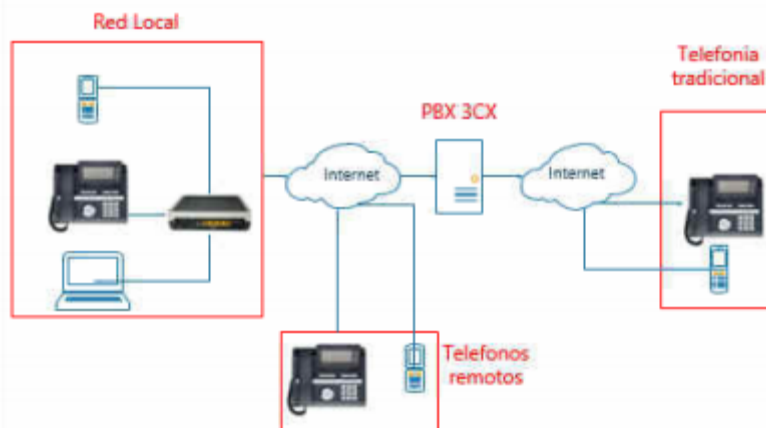 Red Local
Telefonia
tradicional
PBX 3CX
Internet
Internet
Telefonos
remotos